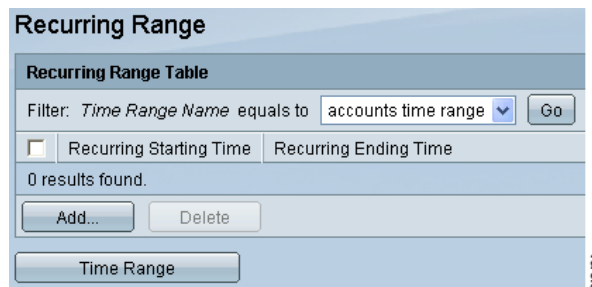 Recurring Range
Recurring Range Table
Filter: Time Range Name equals to accounts time range Go
Recurring Starting Time Recurring Ending Time
0 results found.
Add... Delete
Time Range